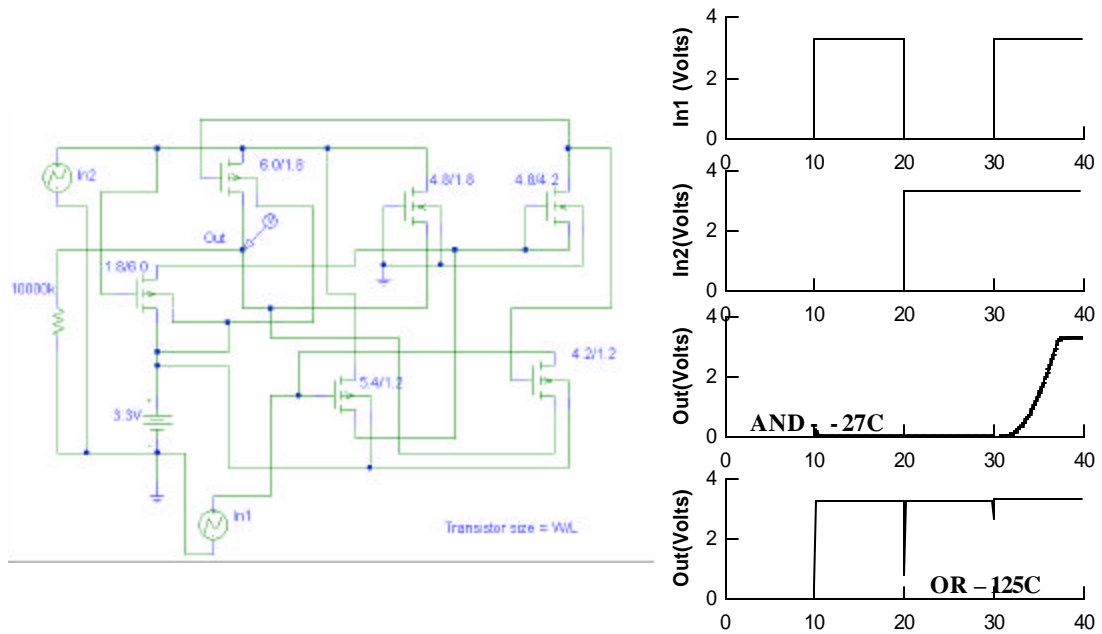 In2
6.0/1.8
4.8/1.8
4.8/4.2
Out
V
1.8/6.0
10000k
3.3V
+
-
5.4/1.2
4.2/1.2
In1
Transistor size = W/L
In1 (Volts)
4
2
0
0 10 20 30 40
In2(Volts)
4
2
0
0 10 20 30 40
Out(Volts)
4
2
0
AND - -27C
0 10 20 30 40
Out(Volts)
4
2
0
OR – 125C
0 10 20 30 40